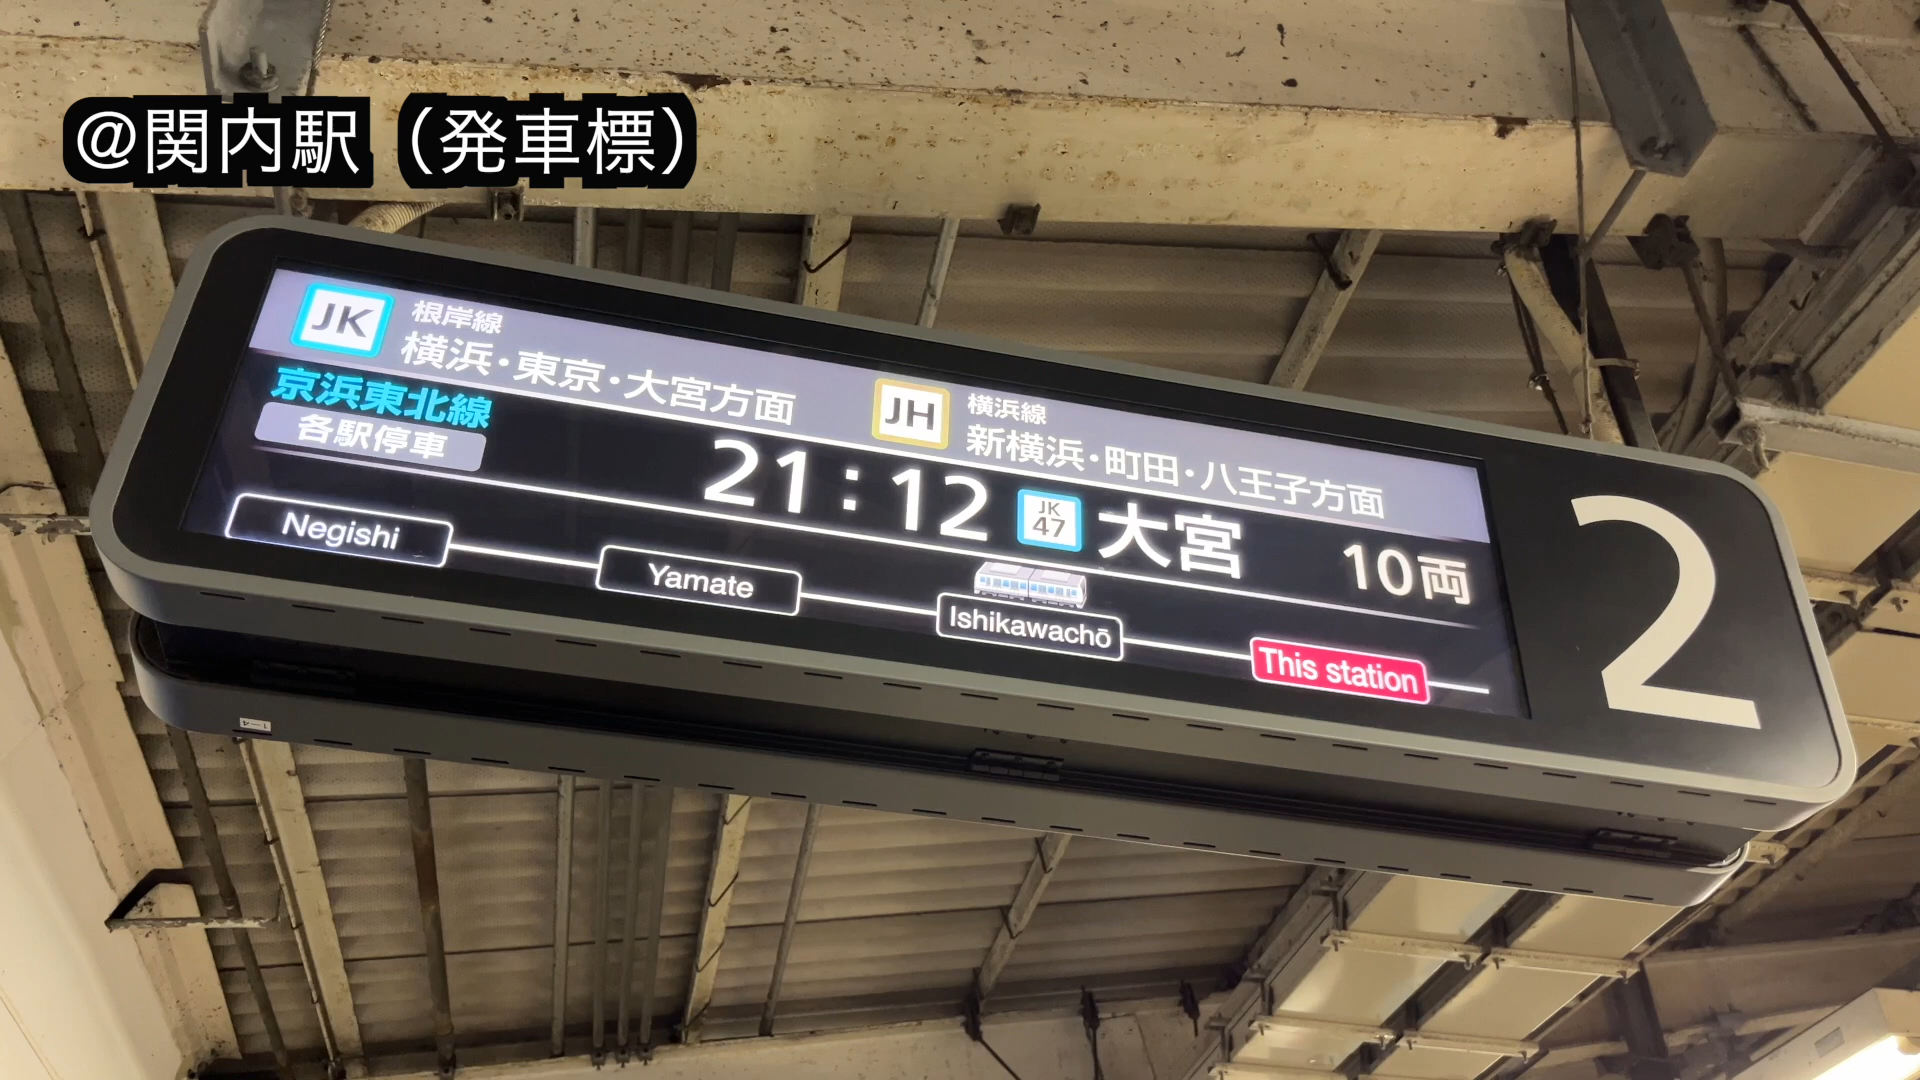 @関内駅（発車標）
JK 根岸線
横浜・東京・大宮方面
JH 横浜線
新横浜・町田・八王子方面
京浜東北線
各駅停車
21:12 JK 47 大宮 10両
Negishi Yamate Ishikawachō This station
2
1-4